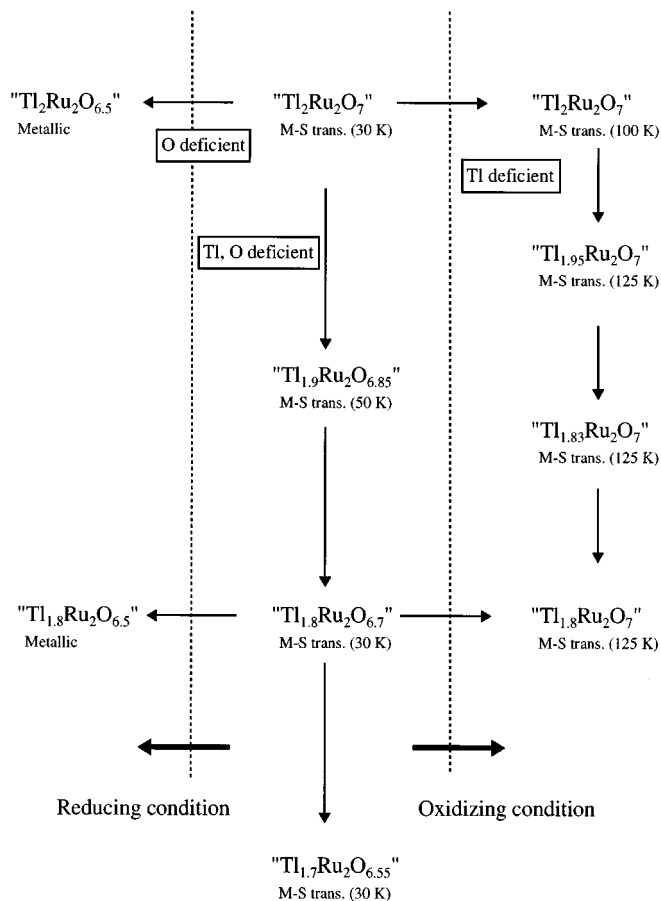 "Tl₂Ru₂O₆.₅"
Metallic
"Tl₂Ru₂O₇"
M-S trans. (30 K)
"Tl₂Ru₂O₇"
M-S trans. (100 K)
O deficient
Tl deficient
Tl, O deficient
"Tl₁.₉₅Ru₂O₇"
M-S trans. (125 K)
"Tl₁.₉Ru₂O₆.₈₅"
M-S trans. (50 K)
"Tl₁.₈₃Ru₂O₇"
M-S trans. (125 K)
"Tl₁.₈Ru₂O₆.₅"
Metallic
"Tl₁.₈Ru₂O₆.₇"
M-S trans. (30 K)
"Tl₁.₈Ru₂O₇"
M-S trans. (125 K)
Reducing condition
Oxidizing condition
"Tl₁.₇Ru₂O₆.₅₅"
M-S trans. (30 K)